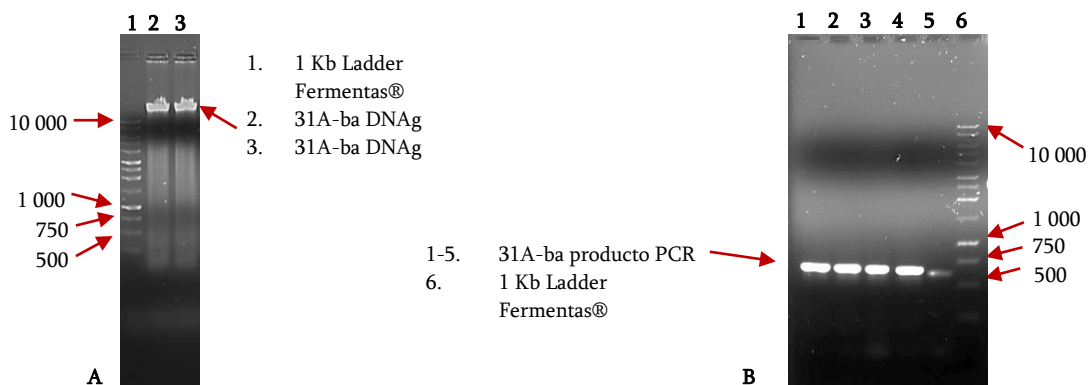 1 2 3
10 000
1 000
750
500
A
1. 1 Kb Ladder
Fermentas®
2. 31A-ba DNAg
3. 31A-ba DNAg
1-5. 31A-ba producto PCR
6. 1 Kb Ladder
Fermentas®
1 2 3 4 5 6
10 000
1 000
750
500
B